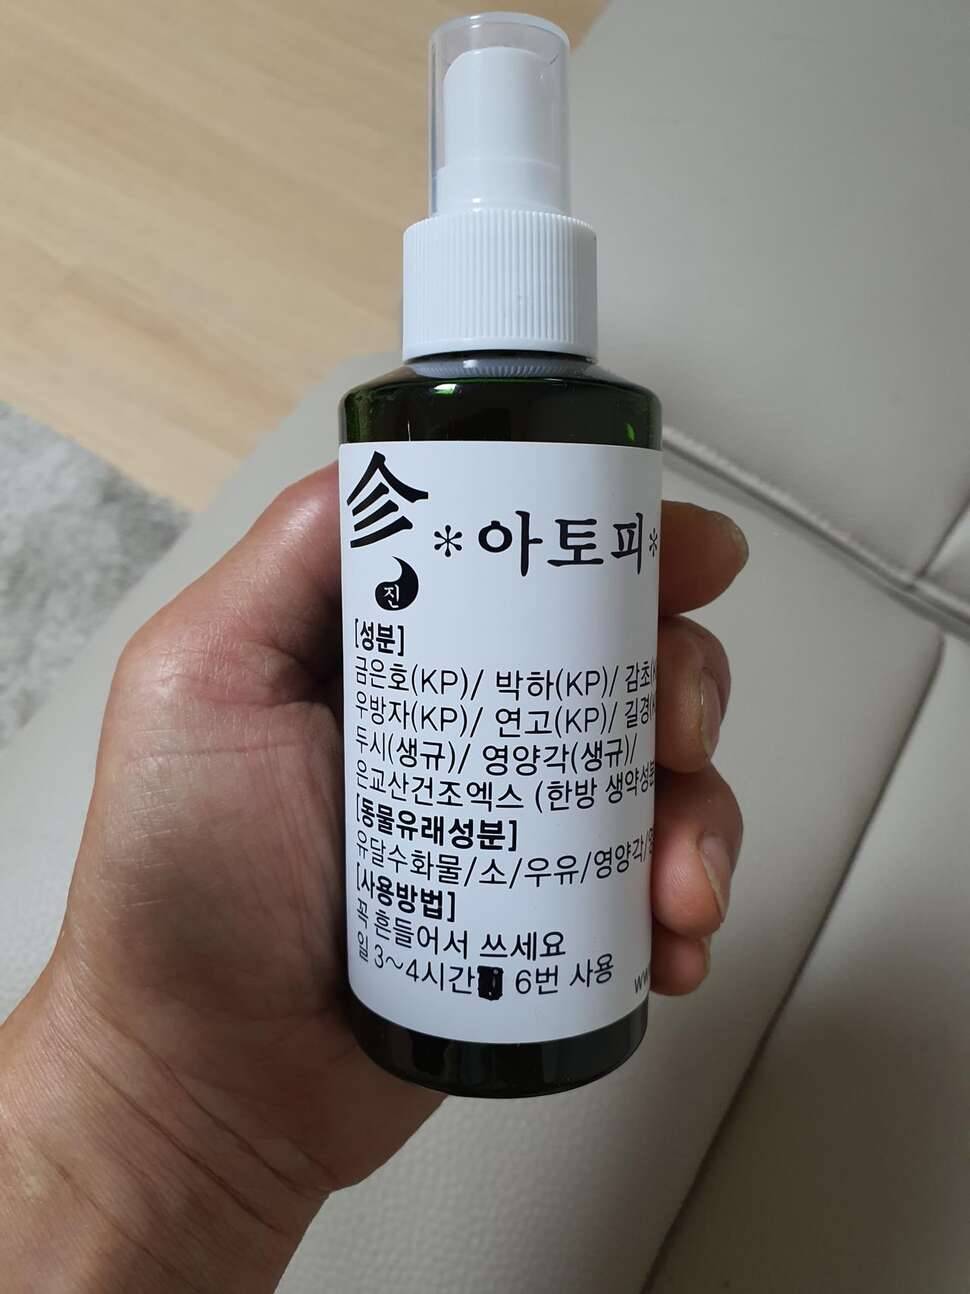 진
*아토피*
[성분]
금은호(KP)/ 박하(KP)/ 감초
우방자(KP)/ 연고(KP)/ 길경
두시(생규)/ 영양각(생규)/
은교산건조엑스 (한방 생약성분
[동물유래성분]
유당수화물/소/우유/영양각/
[사용방법]
꼭 흔들어서 쓰세요
일 3~4시간 6번 사용